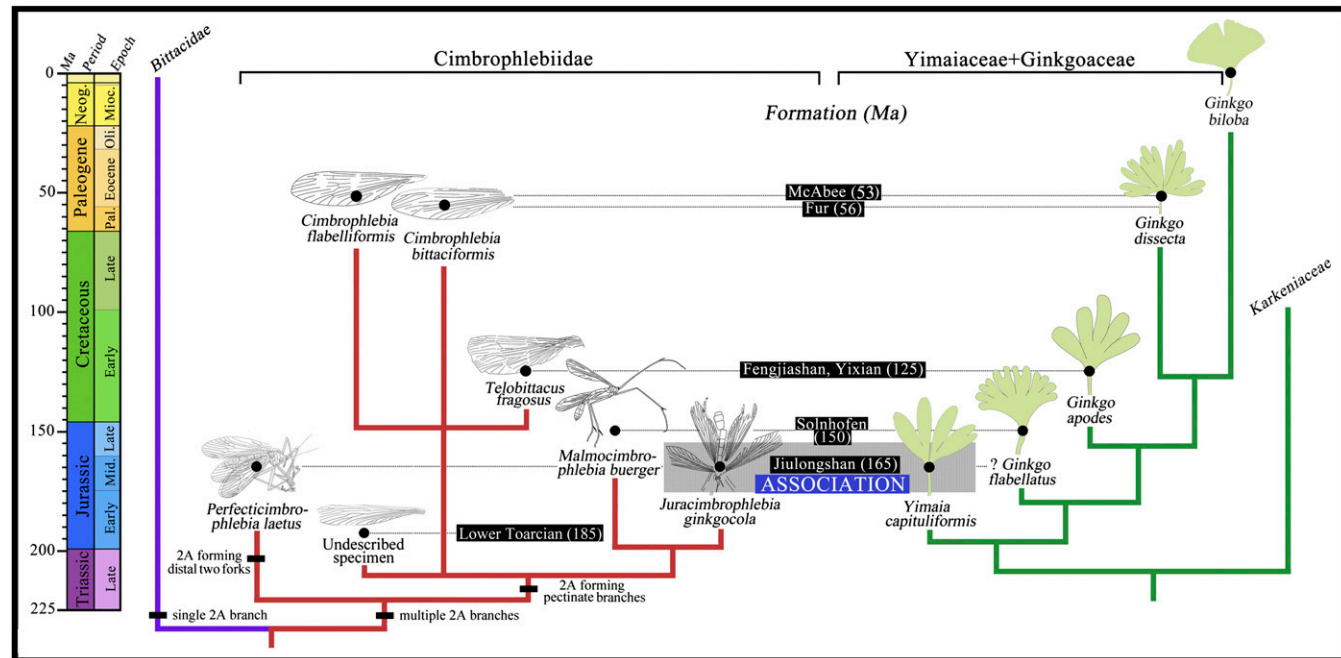 Ma
Period
Epoch
Bittacidae
Cimbrophlebiidae
Yimaiaceae+Ginkgoaceae
Formation (Ma)
0
50
100
150
200
225
Neog.
Paleogene
Cretaceous
Jurassic
Triassic
Mioc.
Oli.
Eocene
Pal.
Late
Early
Late
Mid.
Early
Late
Ginkgo
biloba
McAbee (53)
Fur (56)
Cimbrophlebia
flabelliformis
Cimbrophlebia
bittaciformis
Ginkgo
dissecta
Karkeniaceae
Telobittacus
fragosus
Fengjiashan, Yixian (125)
Ginkgo
apodes
Solnhofen
(150)
Malmocimbro-
phlebia buerger
Jiulongshan (165)
ASSOCIATION
? Ginkgo
flabellatus
Perfecticimbro-
phlebia laetus
Juracimbrophlebia
ginkgocola
Yimaia
capituliformis
Lower Toarcian (185)
Undescribed
specimen
2A forming
distal two forks
2A forming
pectinate branches
single 2A branch
multiple 2A branches